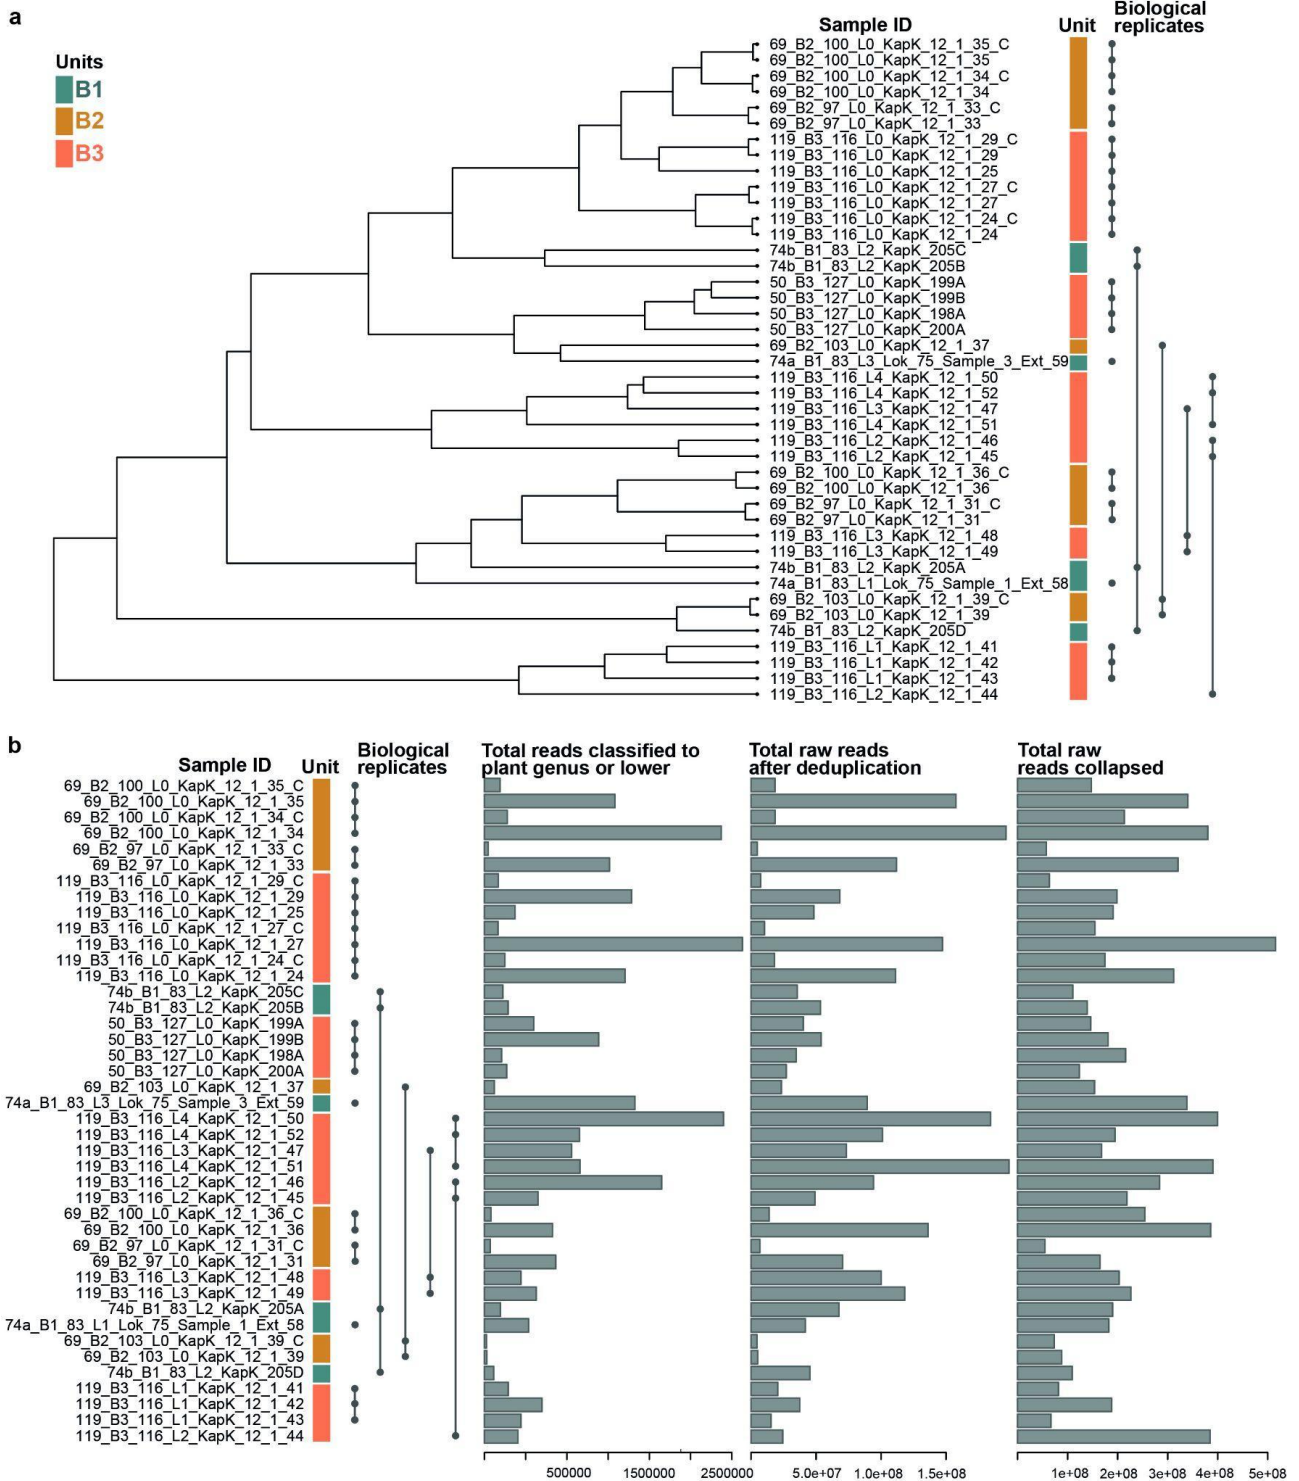 a
Units
B1
B2
B3
Sample ID
Unit
Biological
replicates
69_B2_100_L0_KapK_12_1_35_C
69_B2_100_L0_KapK_12_1_35
69_B2_100_L0_KapK_12_1_34_C
69_B2_100_L0_KapK_12_1_34
69_B2_97_L0_KapK_12_1_33_C
69_B2_97_L0_KapK_12_1_33
119_B3_116_L0_KapK_12_1_29_C
119_B3_116_L0_KapK_12_1_29
119_B3_116_L0_KapK_12_1_25
119_B3_116_L0_KapK_12_1_27_C
119_B3_116_L0_KapK_12_1_27
119_B3_116_L0_KapK_12_1_24_C
119_B3_116_L0_KapK_12_1_24
74b_B1_83_L2_KapK_205C
74b_B1_83_L2_KapK_205B
50_B3_127_L0_KapK_199A
50_B3_127_L0_KapK_199B
50_B3_127_L0_KapK_198A
50_B3_127_L0_KapK_200A
69_B2_103_L0_KapK_12_1_37
74a_B1_83_L3_Lok_75_Sample_3_Ext_59
119_B3_116_L4_KapK_12_1_50
119_B3_116_L4_KapK_12_1_52
119_B3_116_L3_KapK_12_1_47
119_B3_116_L4_KapK_12_1_51
119_B3_116_L2_KapK_12_1_46
119_B3_116_L2_KapK_12_1_45
69_B2_100_L0_KapK_12_1_36_C
69_B2_100_L0_KapK_12_1_36
69_B2_97_L0_KapK_12_1_31_C
69_B2_97_L0_KapK_12_1_31
119_B3_116_L3_KapK_12_1_48
119_B3_116_L3_KapK_12_1_49
74b_B1_83_L2_KapK_205A
74a_B1_83_L1_Lok_75_Sample_1_Ext_58
69_B2_103_L0_KapK_12_1_39_C
69_B2_103_L0_KapK_12_1_39
74b_B1_83_L2_KapK_205D
119_B3_116_L1_KapK_12_1_41
119_B3_116_L1_KapK_12_1_42
119_B3_116_L1_KapK_12_1_43
119_B3_116_L2_KapK_12_1_44
b
Sample ID
Unit
Biological
replicates
Total reads classified to
plant genus or lower
Total raw reads
after deduplication
Total raw
reads collapsed
69_B2_100_L0_KapK_12_1_35_C
69_B2_100_L0_KapK_12_1_35
69_B2_100_L0_KapK_12_1_34_C
69_B2_100_L0_KapK_12_1_34
69_B2_97_L0_KapK_12_1_33_C
69_B2_97_L0_KapK_12_1_33
119_B3_116_L0_KapK_12_1_29_C
119_B3_116_L0_KapK_12_1_29
119_B3_116_L0_KapK_12_1_25
119_B3_116_L0_KapK_12_1_27_C
119_B3_116_L0_KapK_12_1_27
119_B3_116_L0_KapK_12_1_24_C
119_B3_116_L0_KapK_12_1_24
74b_B1_83_L2_KapK_205C
74b_B1_83_L2_KapK_205B
50_B3_127_L0_KapK_199A
50_B3_127_L0_KapK_199B
50_B3_127_L0_KapK_198A
50_B3_127_L0_KapK_200A
69_B2_103_L0_KapK_12_1_37
74a_B1_83_L3_Lok_75_Sample_3_Ext_59
119_B3_116_L4_KapK_12_1_50
119_B3_116_L4_KapK_12_1_52
119_B3_116_L3_KapK_12_1_47
119_B3_116_L4_KapK_12_1_51
119_B3_116_L2_KapK_12_1_46
119_B3_116_L2_KapK_12_1_45
69_B2_100_L0_KapK_12_1_36_C
69_B2_100_L0_KapK_12_1_36
69_B2_97_L0_KapK_12_1_31_C
69_B2_97_L0_KapK_12_1_31
119_B3_116_L3_KapK_12_1_48
119_B3_116_L3_KapK_12_1_49
74b_B1_83_L2_KapK_205A
74a_B1_83_L1_Lok_75_Sample_1_Ext_58
69_B2_103_L0_KapK_12_1_39_C
69_B2_103_L0_KapK_12_1_39
74b_B1_83_L2_KapK_205D
119_B3_116_L1_KapK_12_1_41
119_B3_116_L1_KapK_12_1_42
119_B3_116_L1_KapK_12_1_43
119_B3_116_L2_KapK_12_1_44
500000 1500000 2500000
5.0e+07 1.0e+08 1.5e+08
1e+08 2e+08 3e+08 4e+08 5e+08